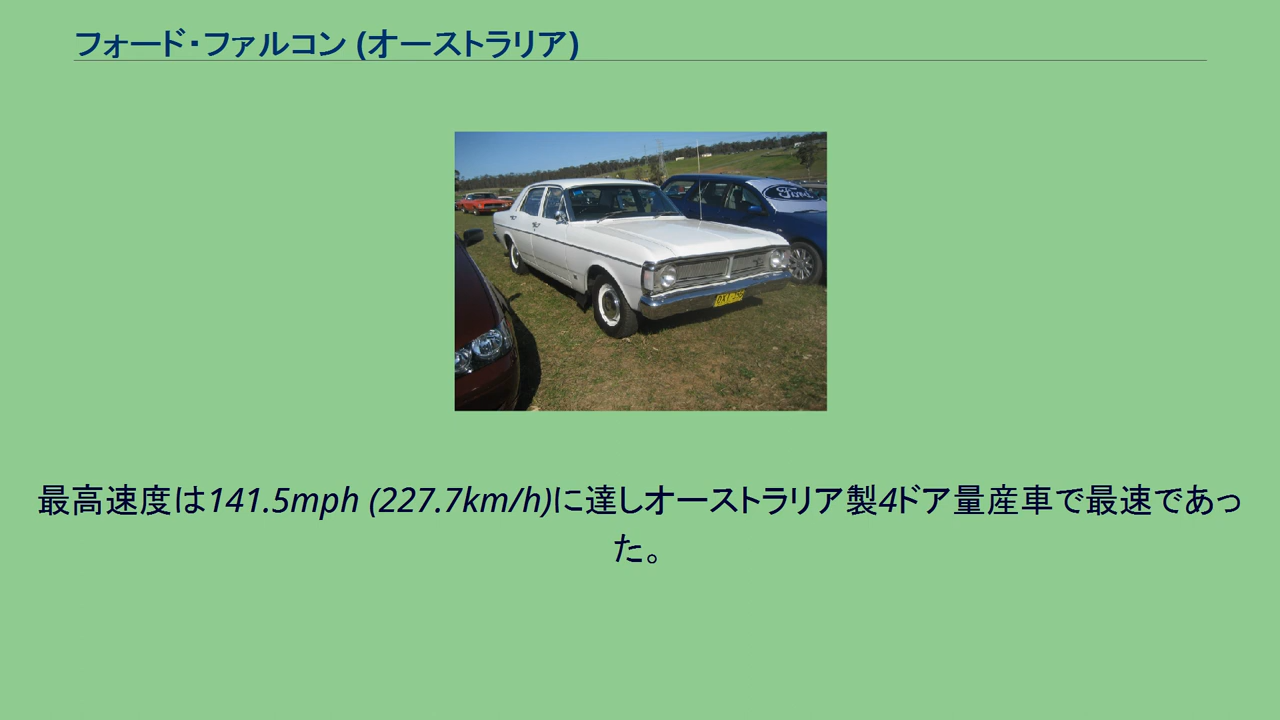 フォード・ファルコン (オーストラリア)
Ford
最高速度は141.5mph (227.7km/h)に達しオーストラリア製4ドア量産車で最速であっ
た。